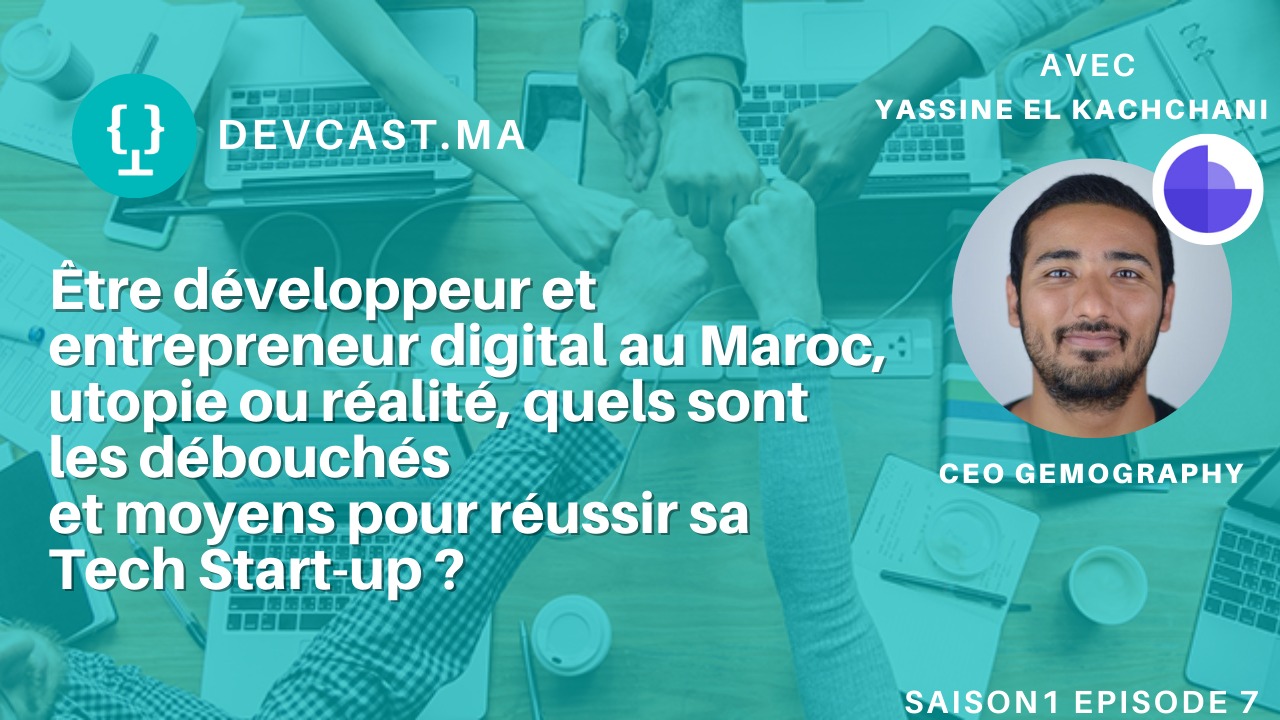 DEVCAST.MA
AVEC
YASSINE EL KACHCHANI
Être développeur et
entrepreneur digital au Maroc,
utopie ou réalité, quels sont
les débouchés
et moyens pour réussir sa
Tech Start-up ?
CEO GEMOGRAPHY
SAISON1 EPISODE 7